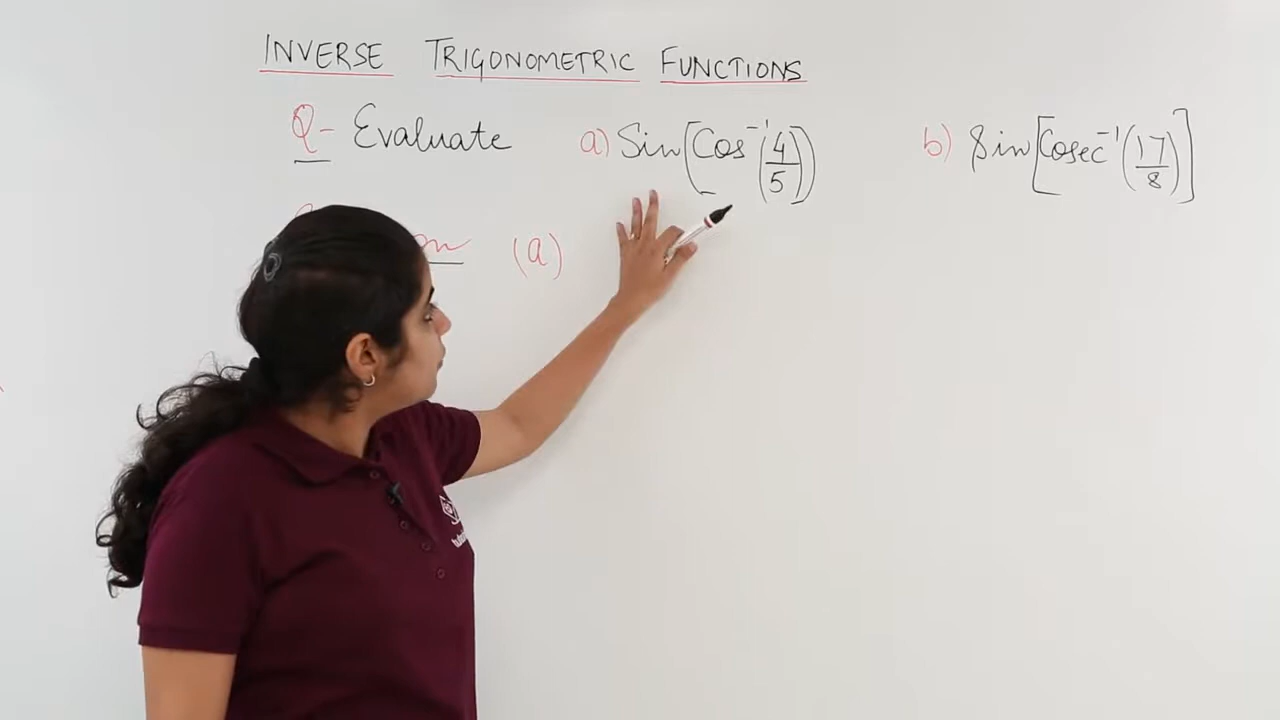 INVERSE TRIGONOMETRIC FUNCTIONS
Q- Evaluate a) Sin[Cos⁻¹(4/5)] b) Sin[Cosec⁻¹(17/8)]
(a)